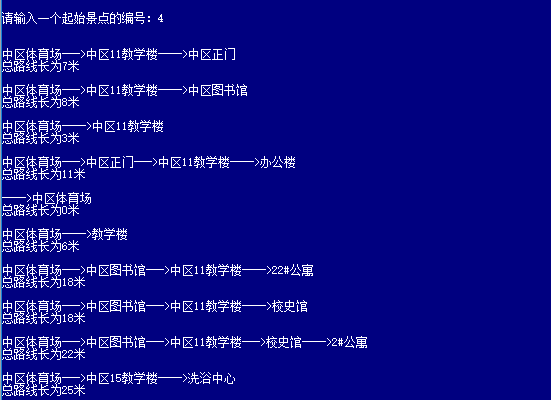 请输入一个起始景点的编号: 4
中区体育场--->中区11教学楼---->中区正门
总路线长为7米
中区体育场--->中区11教学楼---->中区图书馆
总路线长为8米
中区体育场---->中区11教学楼
总路线长为3米
中区体育场--->中区正门--->中区11教学楼---->办公楼
总路线长为11米
---->中区体育场
总路线长为0米
中区体育场---->教学楼
总路线长为6米
中区体育场--->中区图书馆--->中区11教学楼---->22#公寓
总路线长为18米
中区体育场--->中区图书馆--->中区11教学楼---->校史馆
总路线长为18米
中区体育场--->中区图书馆--->中区11教学楼--->校史馆---->2#公寓
总路线长为22米
中区体育场--->中区15教学楼---->洗浴中心
总路线长为25米